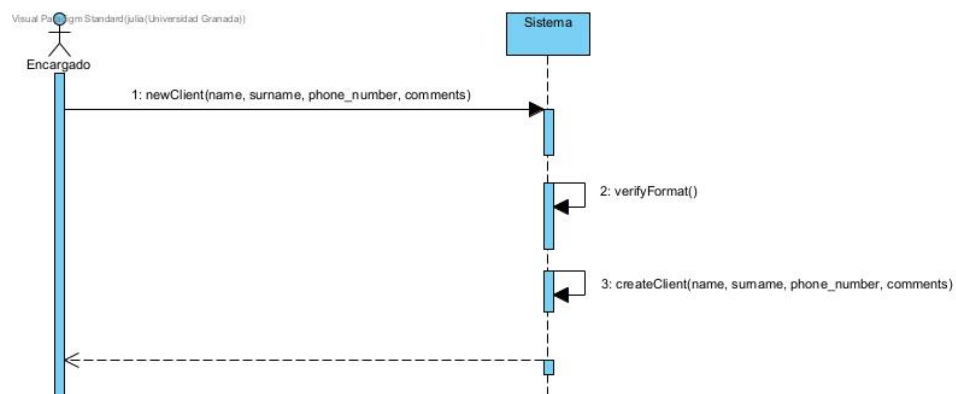 Visual Paradigm Standard(julia(Universidad Granada))
Sistema
Encargado
1: newClient(name, surname, phone_number, comments)
2: verifyFormat()
3: createClient(name, surname, phone_number, comments)